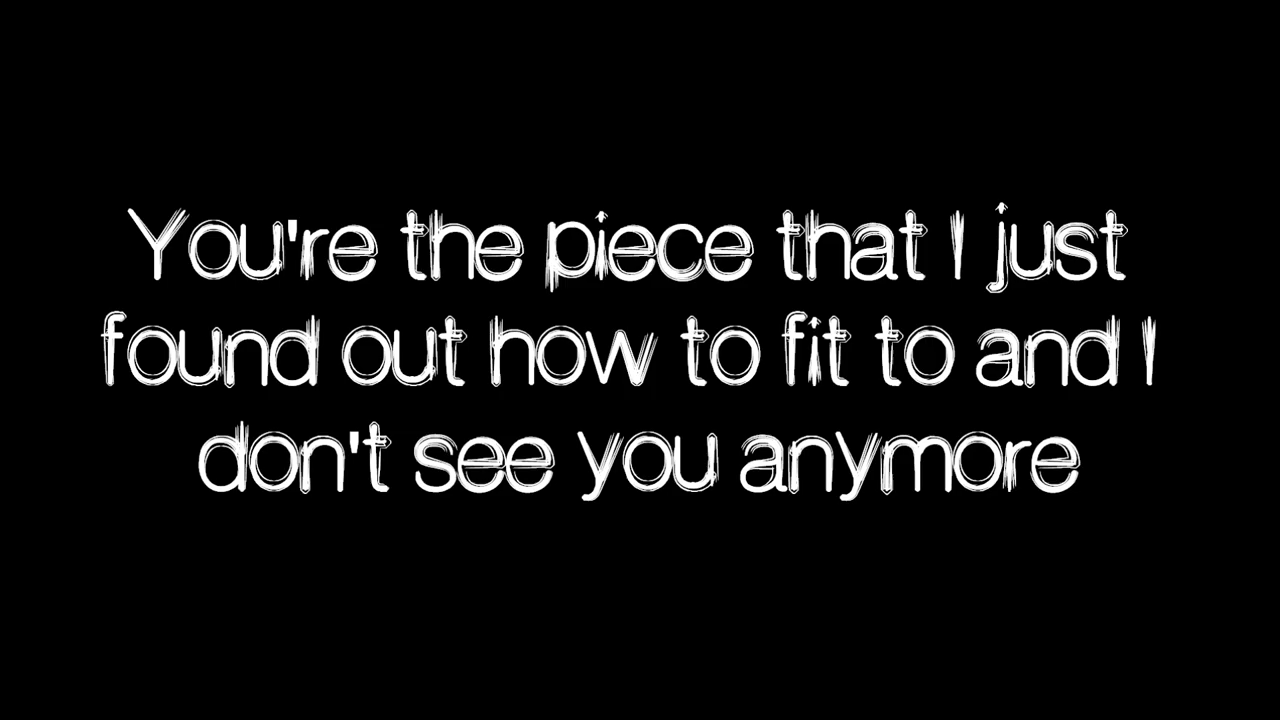 You're the piece that I just
found out how to fit to and I
don't see you anymore